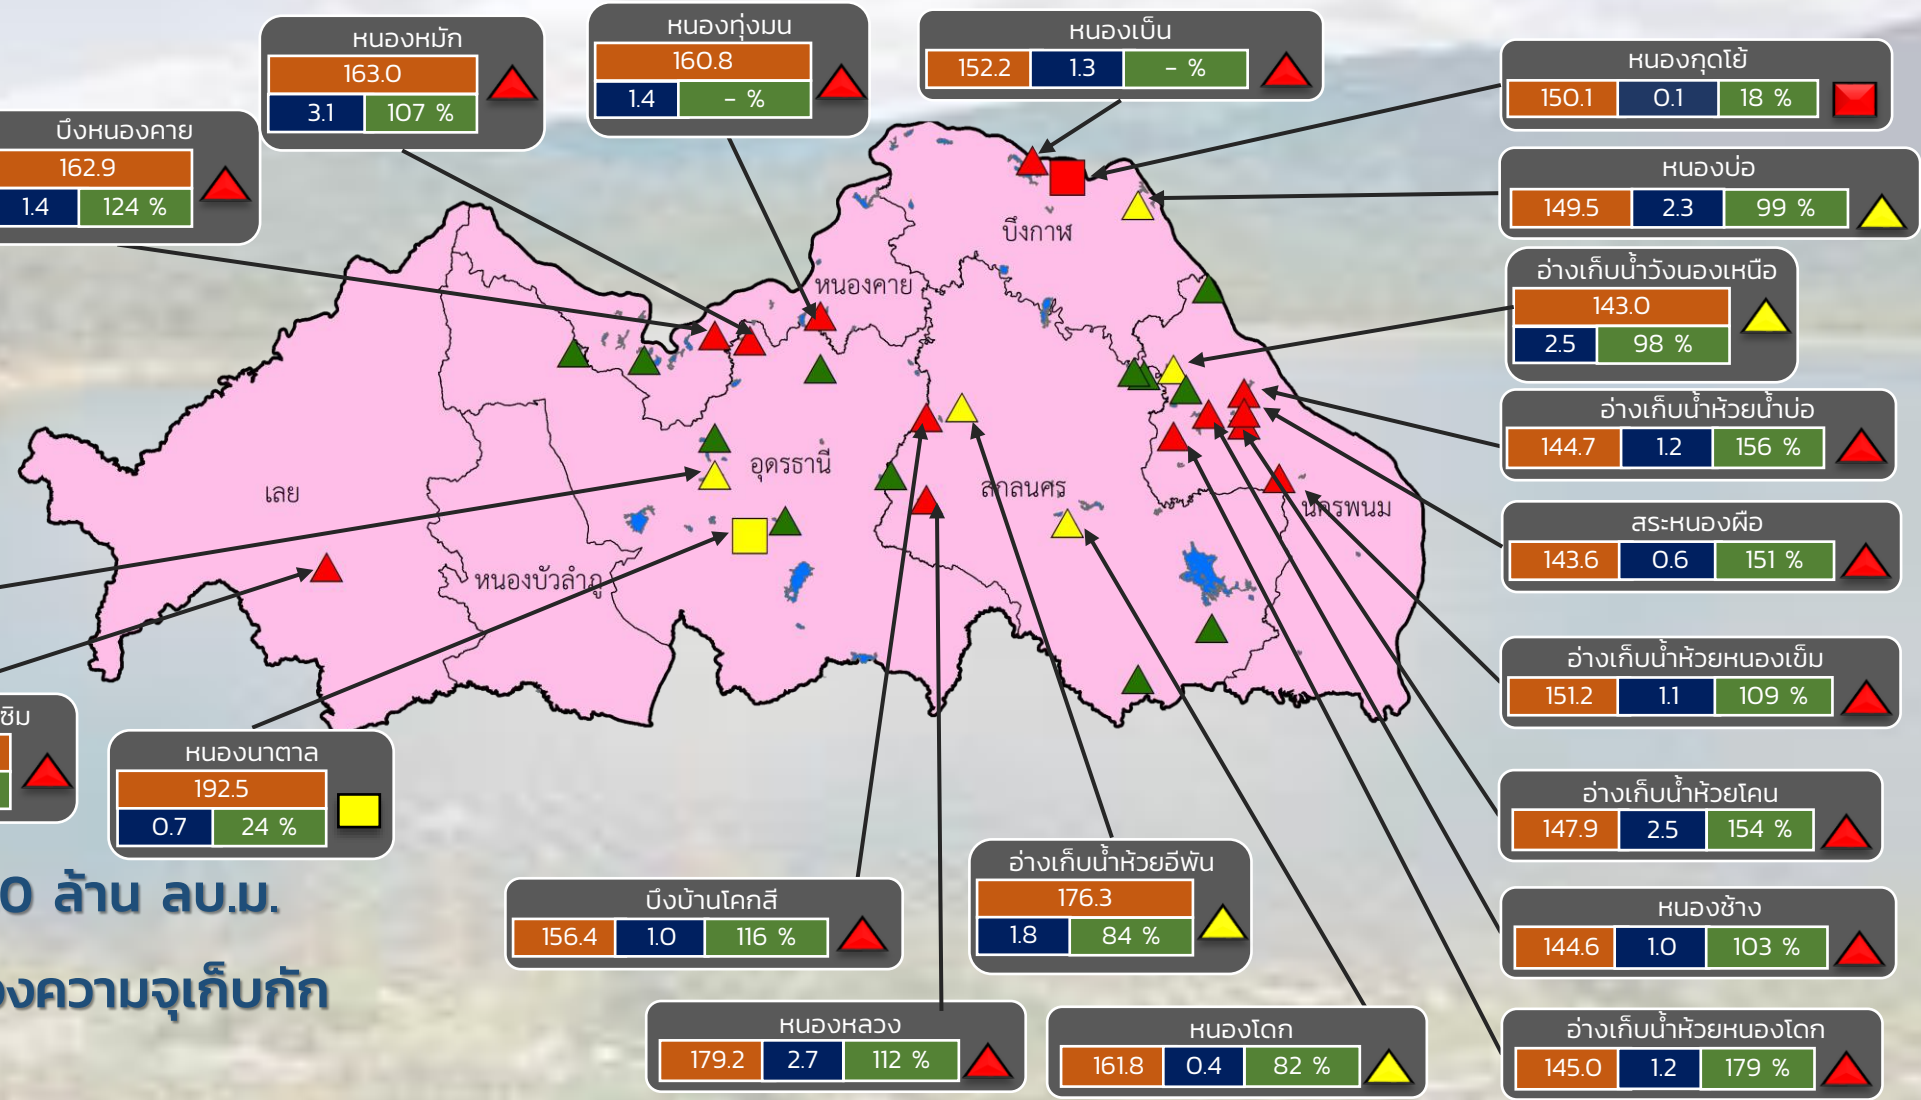 หนองหมัก
163.0
3.1 107 %
หนองทุ่งมน
160.8
1.4 - %
หนองเบ็น
152.2 1.3 - %
หนองกุดโย้
150.1 0.1 18 %
บึงหนองคาย
162.9
1.4 124 %
หนองบ่อ
149.5 2.3 99 %
อ่างเก็บน้ำวังนองเหนือ
143.0
2.5 98 %
อ่างเก็บน้ำห้วยน้ำบ่อ
144.7 1.2 156 %
สระหนองผือ
143.6 0.6 151 %
อ่างเก็บน้ำห้วยหนองเข็ม
151.2 1.1 109 %
อ่างเก็บน้ำห้วยโคน
147.9 2.5 154 %
หนองช้าง
144.6 1.0 103 %
อ่างเก็บน้ำห้วยหนองโดก
145.0 1.2 179 %
บึงกาฬ
หนองคาย
อุดรธานี
เลย
สกลนคร
นครพนม
หนองบัวลำภู
ซิม
หนองนาตาล
192.5
0.7 24 %
บึงบ้านโคกสี
156.4 1.0 116 %
อ่างเก็บน้ำห้วยอีพัน
176.3
1.8 84 %
หนองหลวง
179.2 2.7 112 %
หนองโดก
161.8 0.4 82 %
0 ล้าน ลบ.ม.
องความจุเก็บกัก